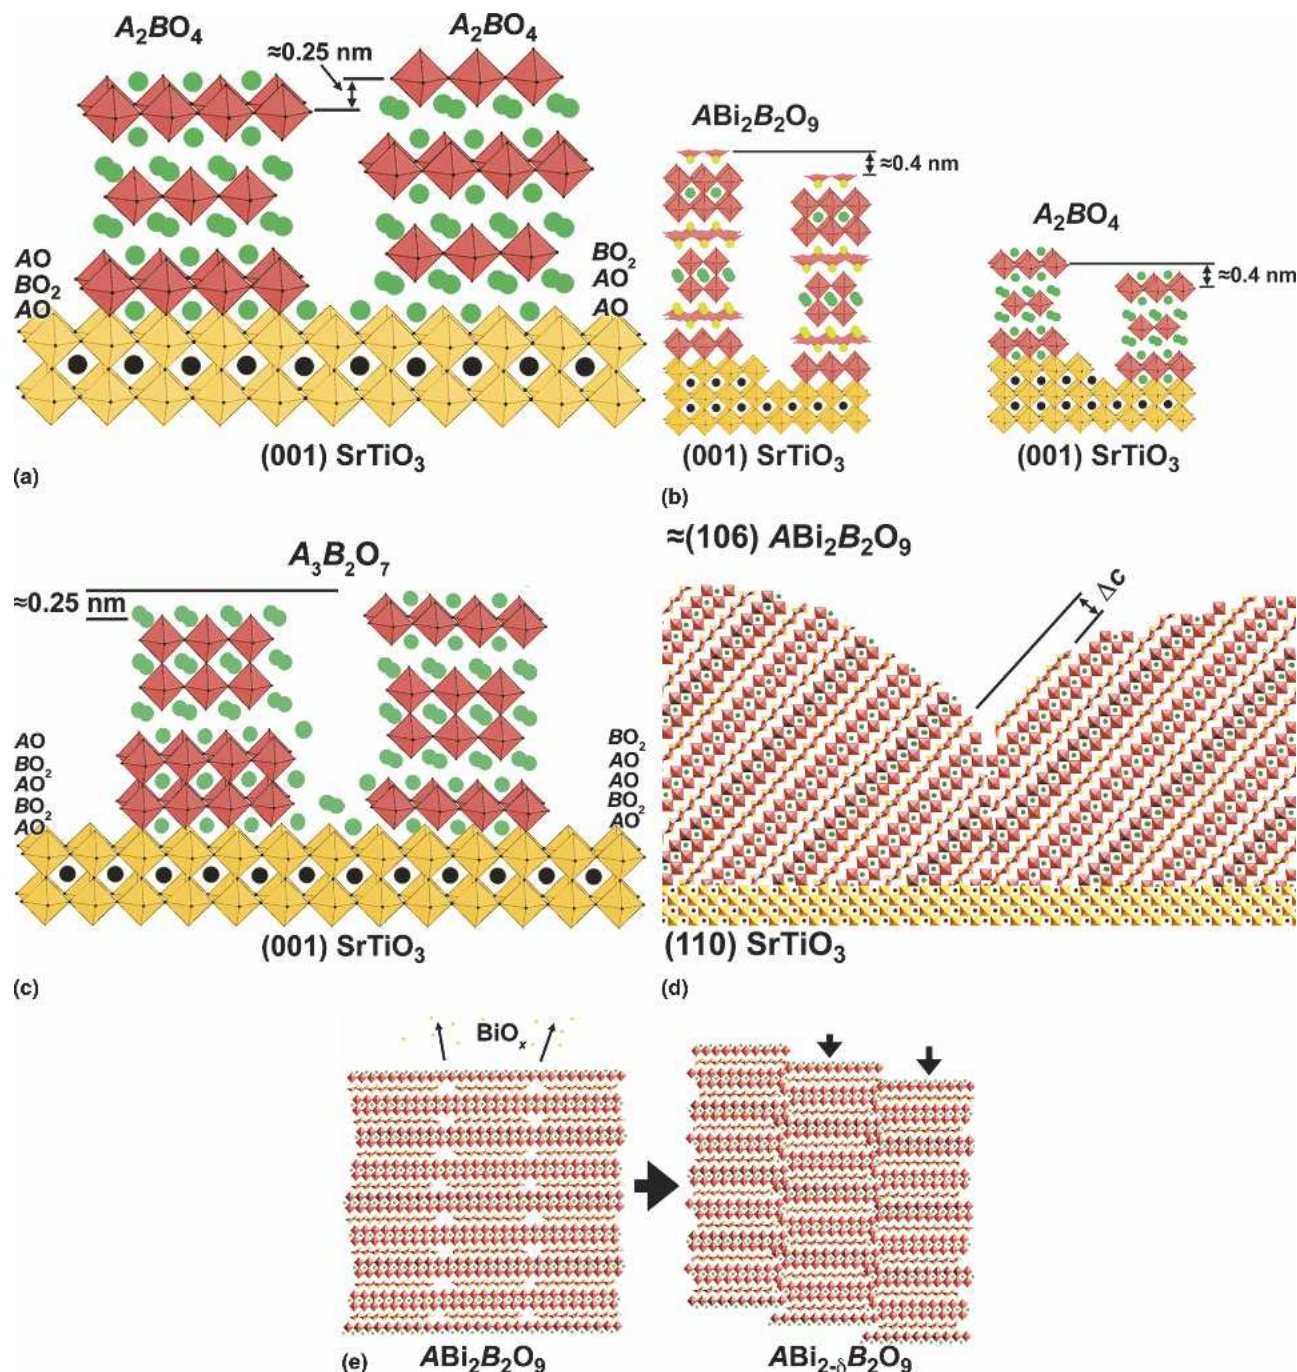 (a)
A₂BO₄
A₂BO₄
≈0.25 nm
AO
BO₂
AO
BO₂
AO
AO
(001) SrTiO₃
(b)
ABi₂B₂O₉
≈0.4 nm
A₂BO₄
≈0.4 nm
(001) SrTiO₃
(001) SrTiO₃
(c)
A₃B₂O₇
≈0.25 nm
AO
BO₂
AO
BO₂
AO
BO₂
AO
AO
BO₂
AO
(001) SrTiO₃
(d)
≈(106) ABi₂B₂O₉
Δc
(110) SrTiO₃
BiOₓ
(e)
ABi₂B₂O₉
ABi₂₋δB₂O₉